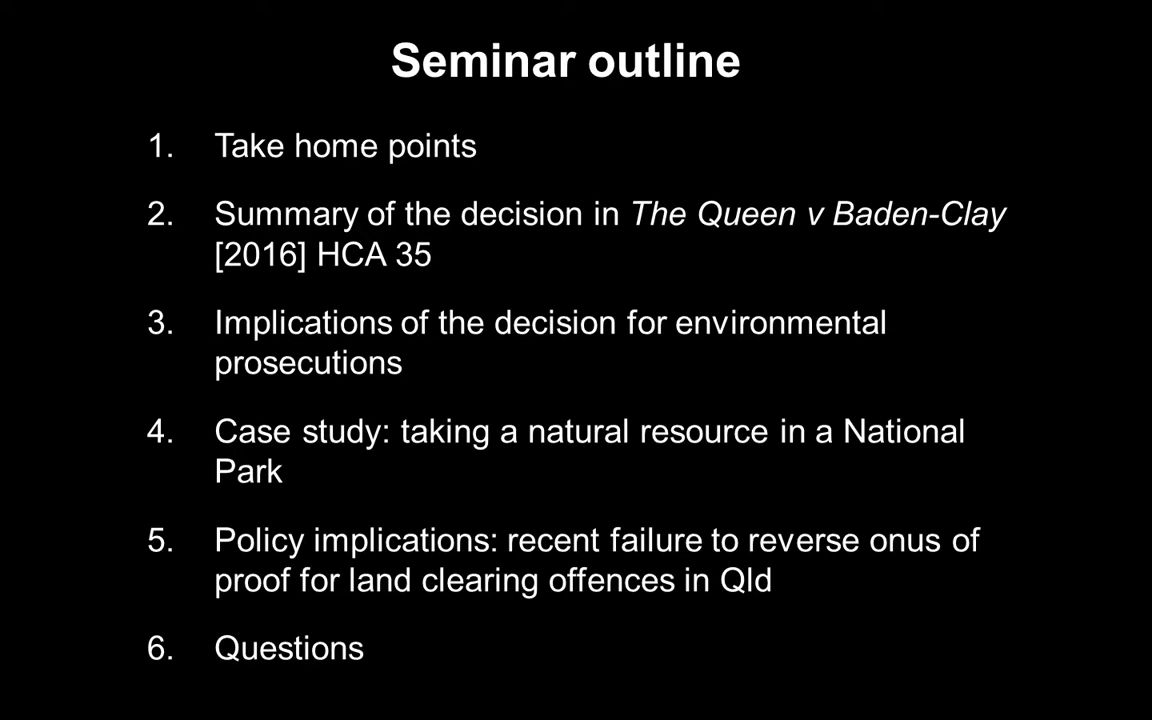 Seminar outline
1. Take home points
2. Summary of the decision in The Queen v Baden-Clay
[2016] HCA 35
3. Implications of the decision for environmental
prosecutions
4. Case study: taking a natural resource in a National
Park
5. Policy implications: recent failure to reverse onus of
proof for land clearing offences in Qld
6. Questions